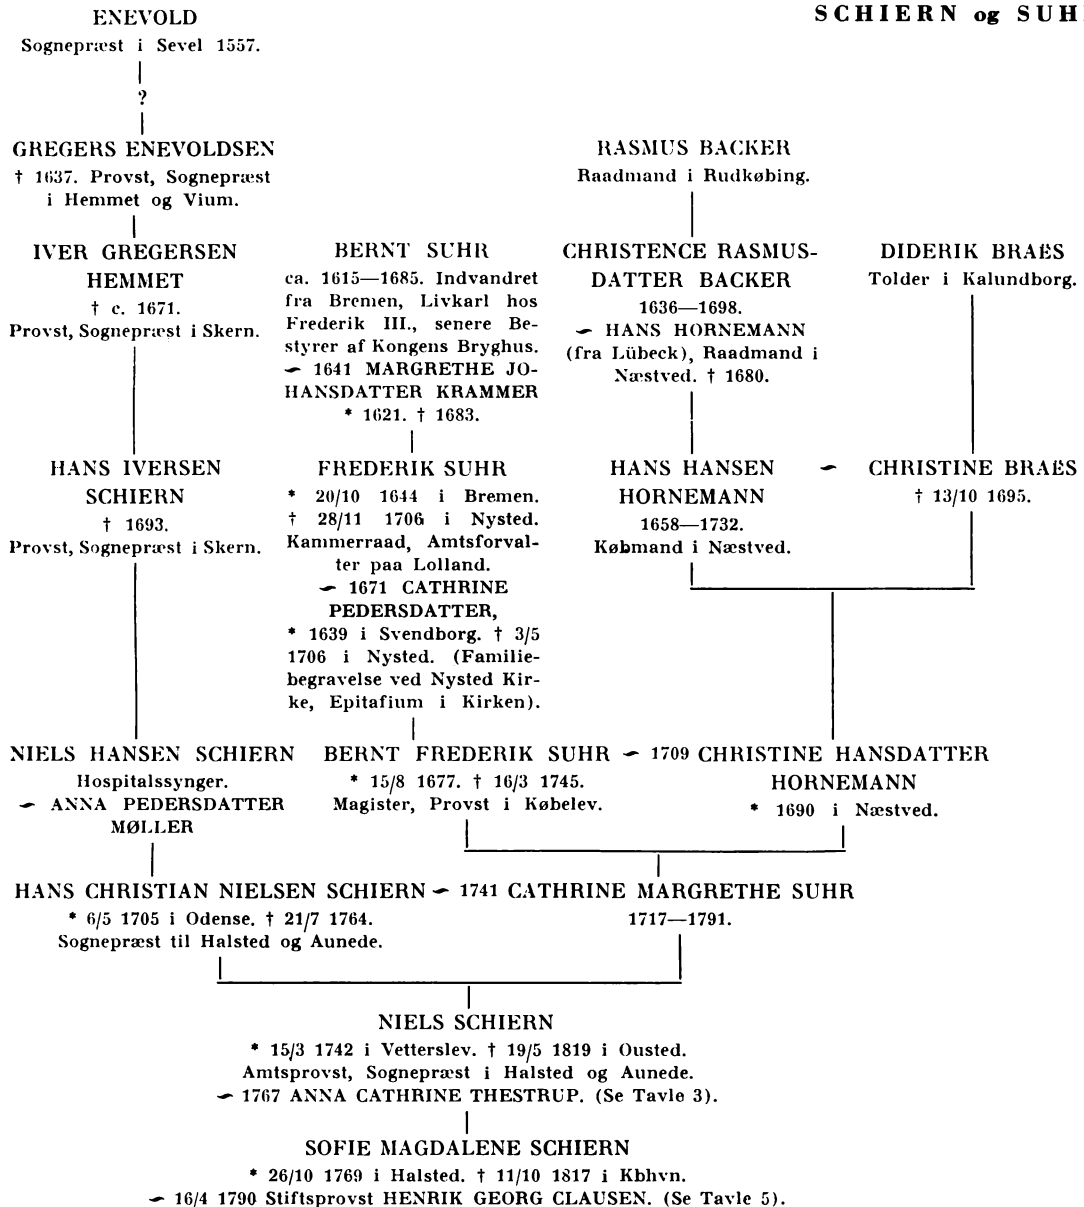 SCHIERN og SUH
ENEVOLD
Sognepræst i Sevel 1557.
?
GREGERS ENEVOLDSEN
† 1637. Provst, Sognepræst
i Hemmet og Vium.
RASMUS BACKER
Raadmand i Rudkøbing.
IVER GREGERSEN
HEMMET
† c. 1671.
Provst, Sognepræst i Skern.
BERNT SUHR
ca. 1615—1685. Indvandret
fra Bremen, Livkarl hos
Frederik III., senere Be-
styrer af Kongens Bryghus.
⚭ 1641 MARGRETHE JO-
HANSDATTER KRAMMER
* 1621. † 1683.
CHRISTENCE RASMUS-
DATTER BACKER
1636—1698.
⚭ HANS HORNEMANN
(fra Lübeck), Raadmand i
Næstved. † 1680.
DIDERIK BRAËS
Tolder i Kalundborg.
HANS IVERSEN
SCHIERN
† 1693.
Provst, Sognepræst i Skern.
FREDERIK SUHR
* 20/10 1644 i Bremen.
† 28/11 1706 i Nysted.
Kammerraad, Amtsforval-
ter paa Lolland.
⚭ 1671 CATHRINE
PEDERSDATTER,
* 1639 i Svendborg. † 3/5
1706 i Nysted. (Familie-
begravelse ved Nysted Kir-
ke, Epitafium i Kirken).
HANS HANSEN
HORNEMANN
1658—1732.
Købmand i Næstved.
⚭ CHRISTINE BRAËS
† 13/10 1695.
NIELS HANSEN SCHIERN
Hospitalssynger.
⚭ ANNA PEDERSDATTER
MØLLER
BERNT FREDERIK SUHR ⚭ 1709 CHRISTINE HANSDATTER
HORNEMANN
* 15/8 1677. † 16/3 1745.
Magister, Provst i Købelev.
* 1690 i Næstved.
HANS CHRISTIAN NIELSEN SCHIERN ⚭ 1741 CATHRINE MARGRETHE SUHR
* 6/5 1705 i Odense. † 21/7 1764.
Sognepræst til Halsted og Aunede.
1717—1791.
NIELS SCHIERN
* 15/3 1742 i Vetterslev. † 19/5 1819 i Ousted.
Amtsprovst, Sognepræst i Halsted og Aunede.
⚭ 1767 ANNA CATHRINE THESTRUP. (Se Tavle 3).
SOFIE MAGDALENE SCHIERN
* 26/10 1769 i Halsted. † 11/10 1817 i Kbhvn.
⚭ 16/4 1790 Stiftsprovst HENRIK GEORG CLAUSEN. (Se Tavle 5).